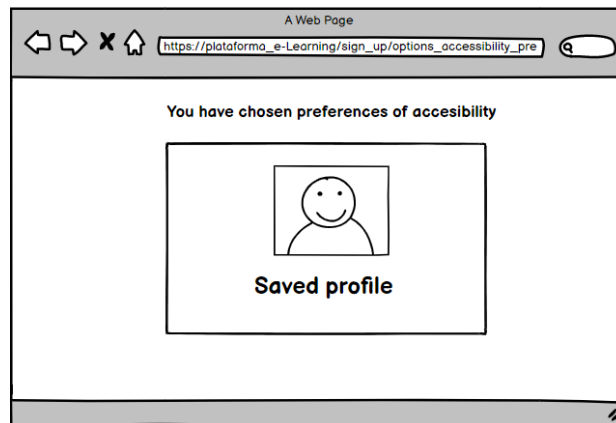 A Web Page
https://plataforma_e-Learning/sign_up/options_accessibility_pre
You have chosen preferences of accesibility
Saved profile